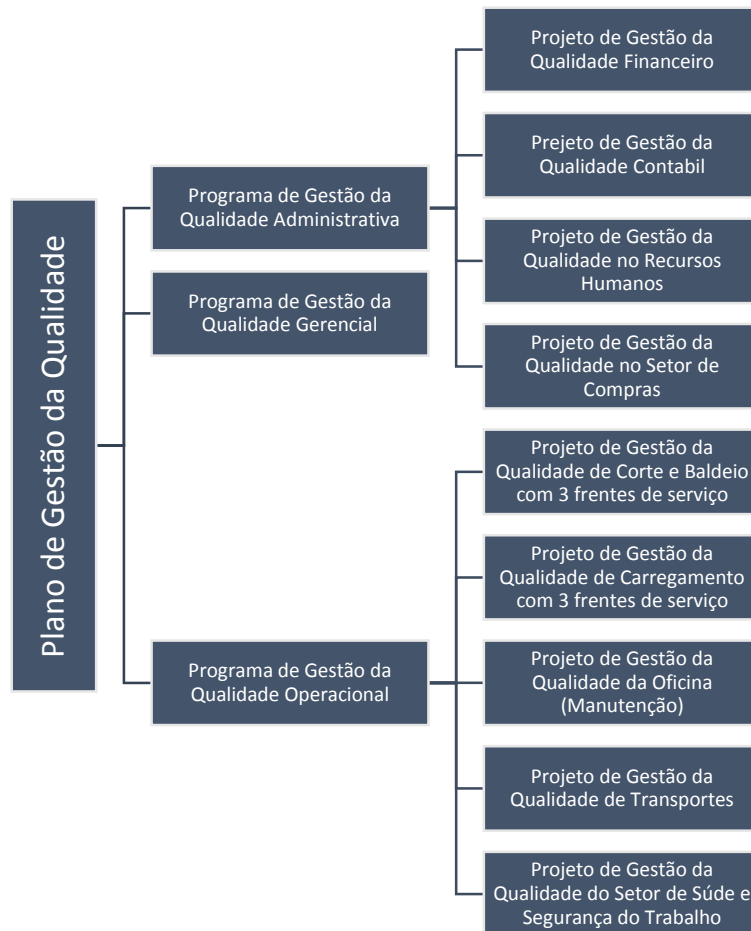 Plano de Gestão da Qualidade
Programa de Gestão da
Qualidade Administrativa
Projeto de Gestão da
Qualidade Financeiro
Prejeto de Gestão da
Qualidade Contabil
Projeto de Gestão da
Qualidade no Recursos
Humanos
Projeto de Gestão da
Qualidade no Setor de
Compras
Programa de Gestão da
Qualidade Gerencial
Programa de Gestão da
Qualidade Operacional
Projeto de Gestão da
Qualidade de Corte e Baldeio
com 3 frentes de serviço
Projeto de Gestão da
Qualidade de Carregamento
com 3 frentes de serviço
Projeto de Gestão da
Qualidade da Oficina
(Manutenção)
Projeto de Gestão da
Qualidade de Transportes
Projeto de Gestão da
Qualidade do Setor de Súde e
Segurança do Trabalho